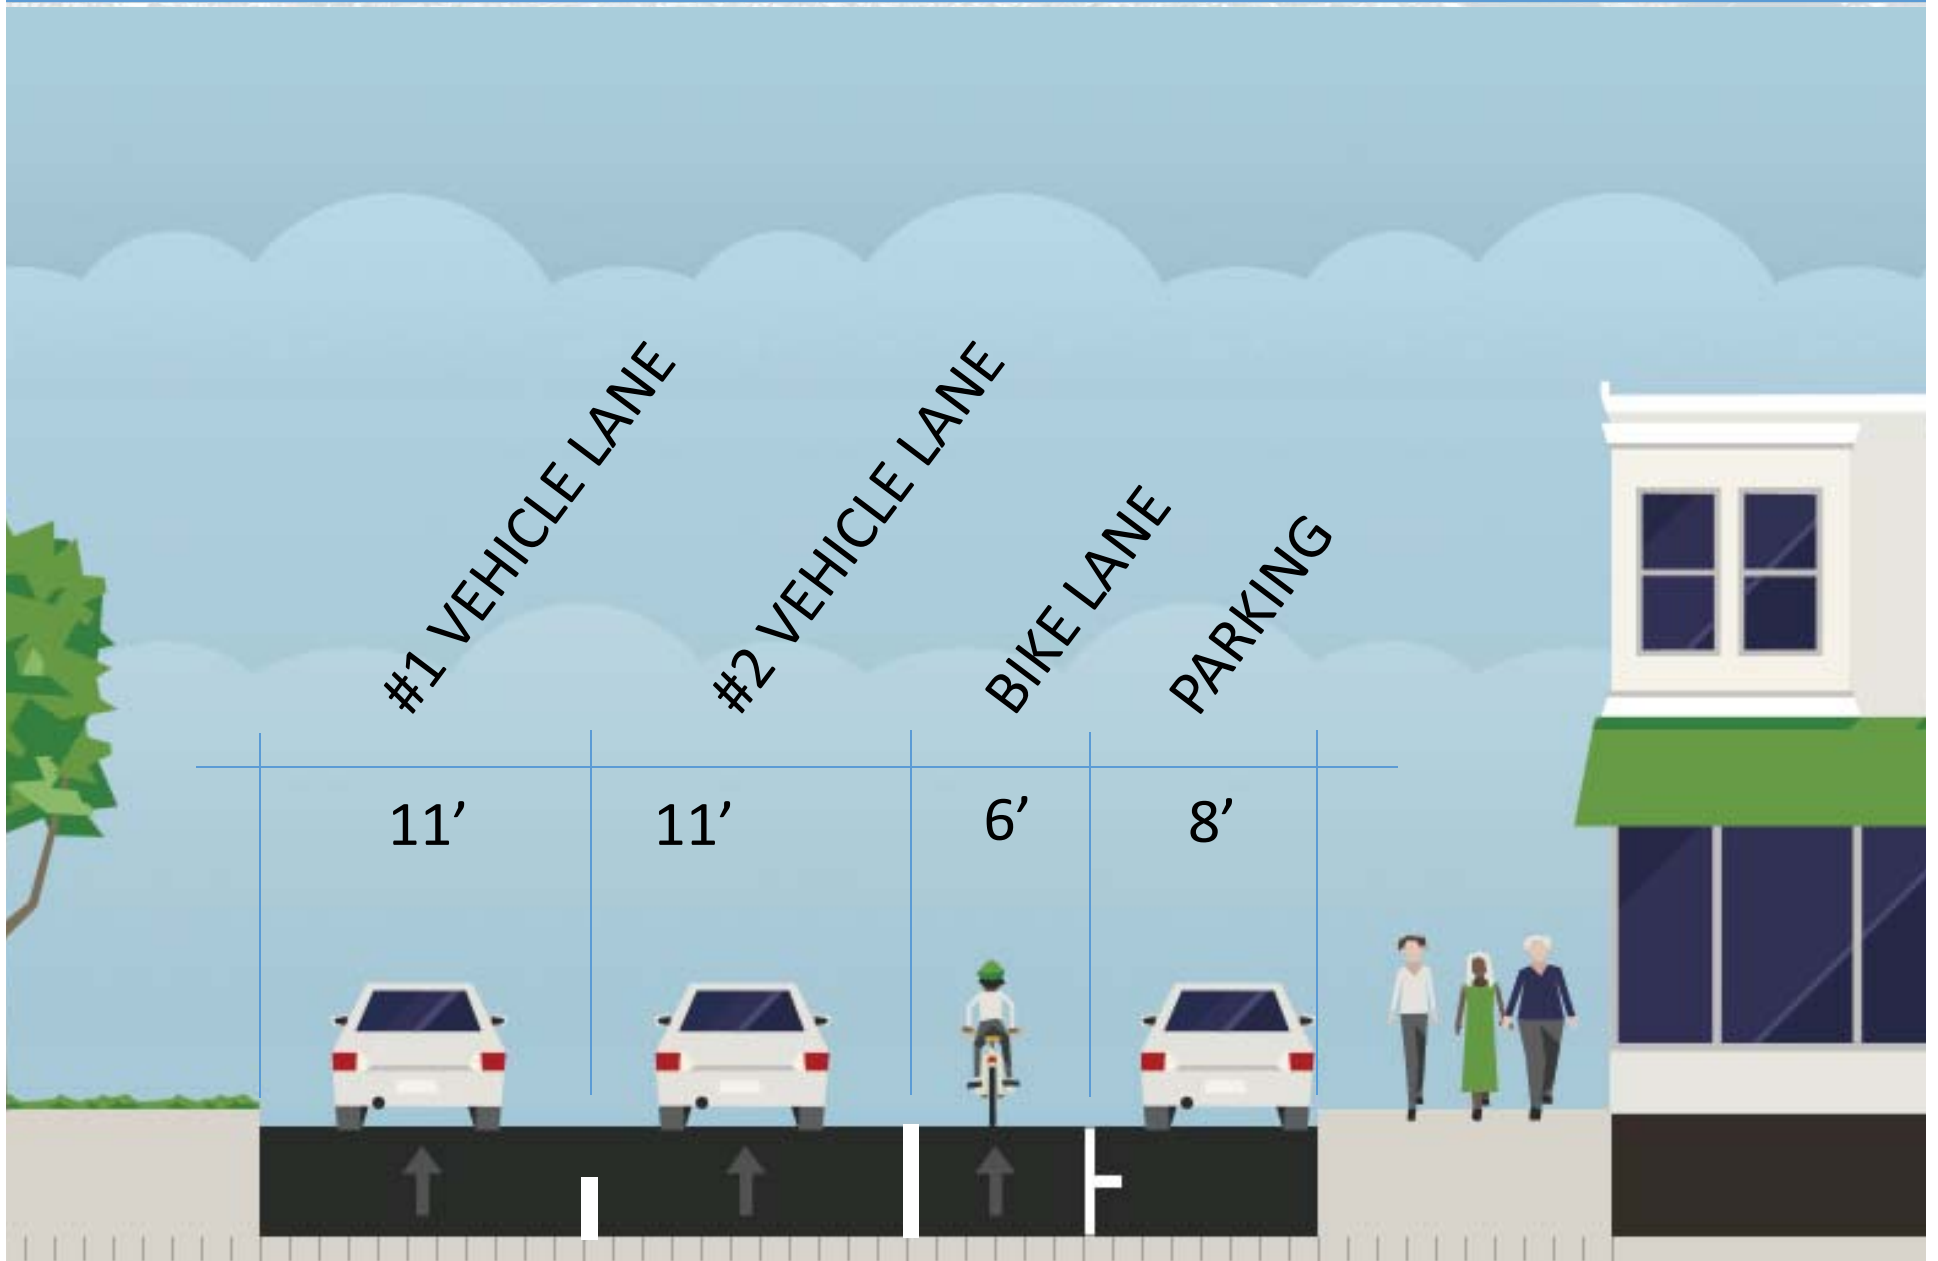 #1 VEHICLE LANE
#2 VEHICLE LANE
BIKE LANE
PARKING
11’
11’
6’
8’